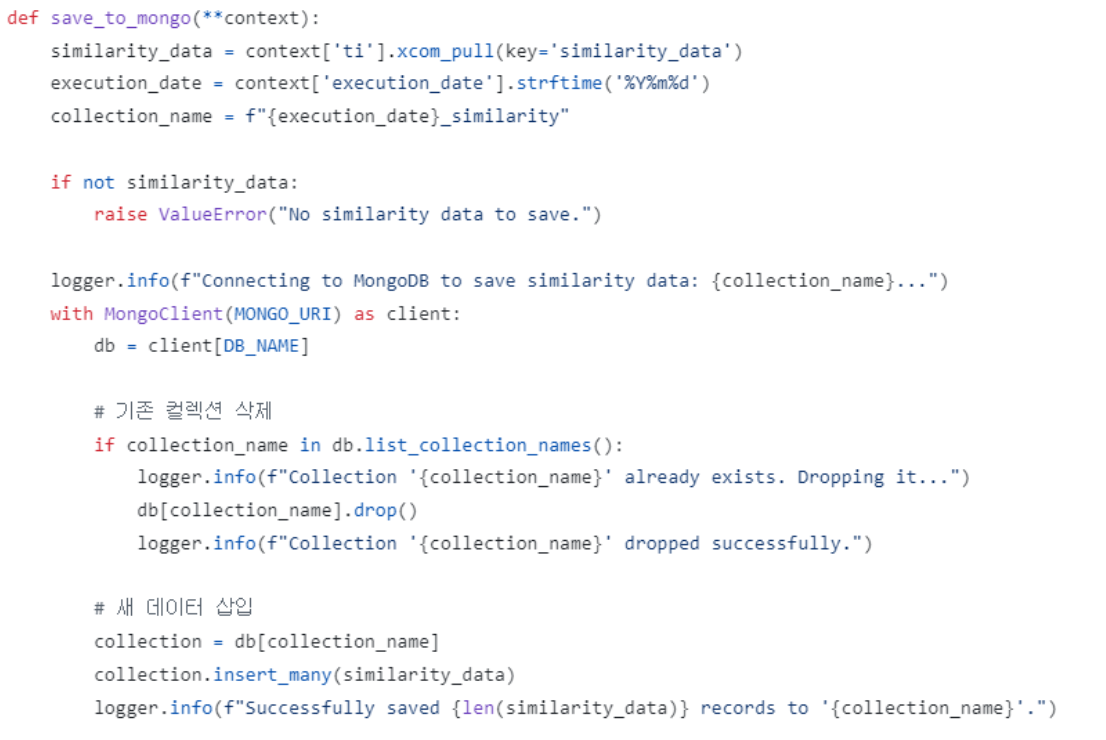 def save_to_mongo(**context):
    similarity_data = context['ti'].xcom_pull(key='similarity_data')
    execution_date = context['execution_date'].strftime('%Y%m%d')
    collection_name = f"{execution_date}_similarity"
    if not similarity_data:
        raise ValueError("No similarity data to save.")
    logger.info(f"Connecting to MongoDB to save similarity data: {collection_name}...")
    with MongoClient(MONGO_URI) as client:
        db = client[DB_NAME]
        # 기존 컬렉션 삭제
        if collection_name in db.list_collection_names():
            logger.info(f"Collection '{collection_name}' already exists. Dropping it...")
            db[collection_name].drop()
            logger.info(f"Collection '{collection_name}' dropped successfully.")
        # 새 데이터 삽입
        collection = db[collection_name]
        collection.insert_many(similarity_data)
        logger.info(f"Successfully saved {len(similarity_data)} records to '{collection_name}'.")